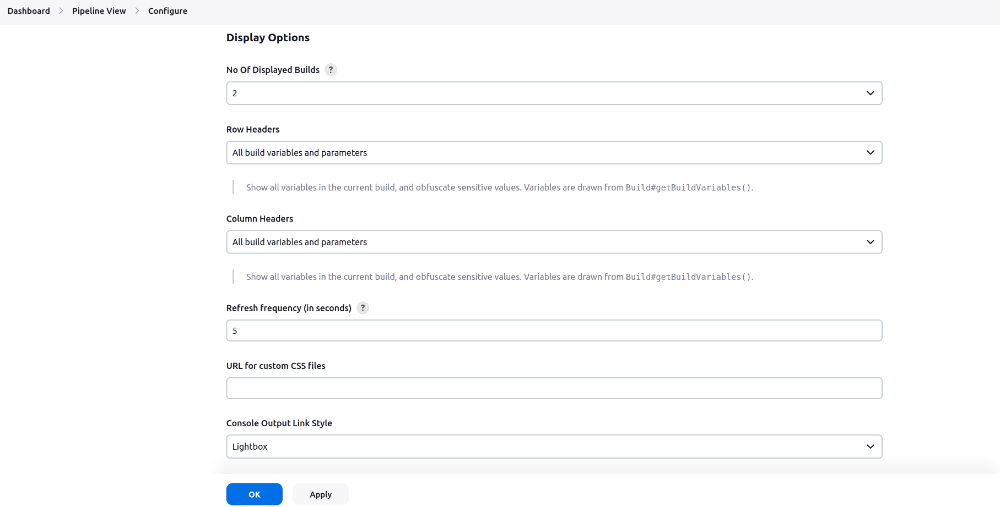 Dashboard > Pipeline View > Configure
Display Options
No Of Displayed Builds ?
2
Row Headers
All build variables and parameters
Show all variables in the current build, and obfuscate sensitive values. Variables are drawn from Build#getBuildVariables().
Column Headers
All build variables and parameters
Show all variables in the current build, and obfuscate sensitive values. Variables are drawn from Build#getBuildVariables().
Refresh frequency (in seconds) ?
5
URL for custom CSS files
Console Output Link Style
Lightbox
OK Apply